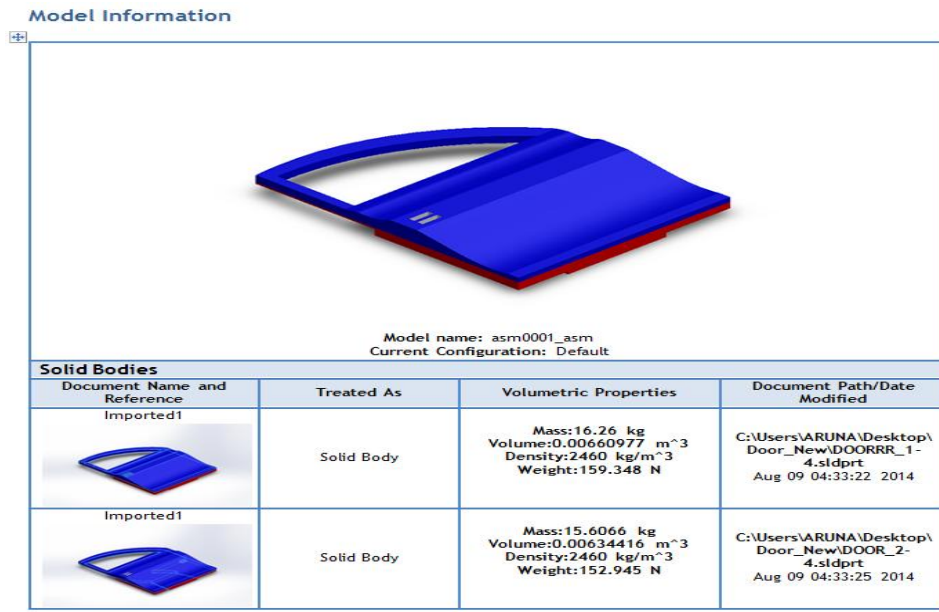 Model Information
Model name: asm0001_asm
Current Configuration: Default
Solid Bodies
Document Name and
Reference
Treated As
Volumetric Properties
Document Path/Date
Modified
Imported1
Solid Body
Mass:16.26 kg
Volume:0.00660977 m^3
Density:2460 kg/m^3
Weight:159.348 N
C:\Users\ARUNA\Desktop\
Door_New\DOORRR_1-
4.sldprt
Aug 09 04:33:22 2014
Imported1
Solid Body
Mass:15.6066 kg
Volume:0.00634416 m^3
Density:2460 kg/m^3
Weight:152.945 N
C:\Users\ARUNA\Desktop\
Door_New\DOOR_2-
4.sldprt
Aug 09 04:33:25 2014